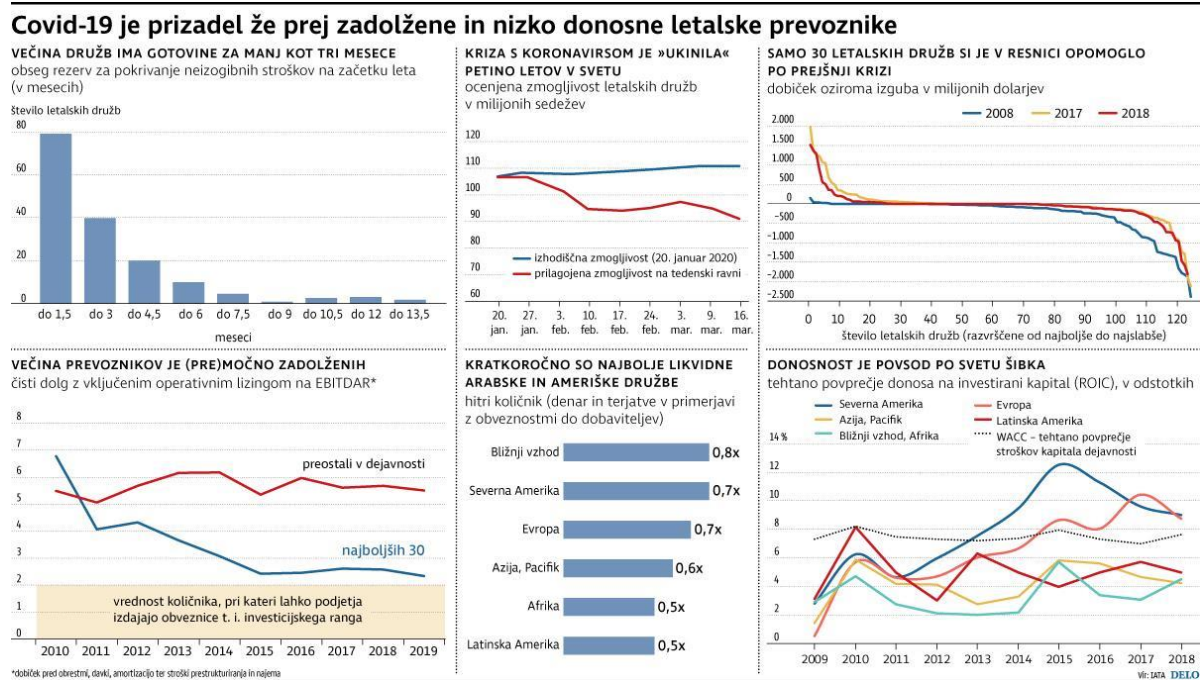 Covid-19 je prizadel že prej zadolžene in nizko donosne letalske prevoznike
VEČINA DRUŽB IMA GOTOVINE ZA MANJ KOT TRI MESECE
obseg rezerv za pokrivanje neizogibnih stroškov na začetku leta
(v mesecih)
število letalskih družb
80
60
40
20
0
do 1,5 do 3 do 4,5 do 6 do 7,5 do 9 do 10,5 do 12 do 13,5
meseci
KRIZA S KORONAVIRSOM JE »UKINILA«
PETINO LETOV V SVETU
ocenjena zmogljivost letalskih družb
v milijonih sedežev
120
110
100
90
80
70
60
izhodiščna zmogljivost (20. januar 2020)
prilagojena zmogljivost na tedenski ravni
20. 27. 3. 10. 17. 24. 3. 9. 16.
jan. jan. feb. feb. feb. feb. mar. mar. mar.
SAMO 30 LETALSKIH DRUŽB SI JE V RESNICI OPOMOGLO
PO PREJŠNJI KRIZI
dobiček oziroma izguba v milijonih dolarjev
2008 2017 2018
2.000
1.500
1.000
500
0
−500
−1.000
−1.500
−2.000
−2.500
0 10 20 30 40 50 60 70 80 90 100 110 120
število letalskih družb (razvrščene od najboljše do najslabše)
VEČINA PREVOZNIKOV JE (PRE)MOČNO ZADOLŽENIH
čisti dolg z vključenim operativnim lizingom na EBITDAR*
8
7
6
5
4
3
2
1
0
preostali v dejavnosti
najboljših 30
vrednost količnika, pri kateri lahko podjetja
izdajajo obveznice t. i. investicijskega ranga
2010 2011 2012 2013 2014 2015 2016 2017 2018 2019
*dobiček pred obrestmi, davki, amortizacijo ter stroški prestrukturiranja in najema
KRATKOROČNO SO NAJBOLJE LIKVIDNE
ARABSKE IN AMERIŠKE DRUŽBE
hitri količnik (denar in terjatve v primerjavi
z obveznostmi do dobaviteljev)
Bližnji vzhod 0,8x
Severna Amerika 0,7x
Evropa 0,7x
Azija, Pacifik 0,6x
Afrika 0,5x
Latinska Amerika 0,5x
DONOSNOST JE POVSOD PO SVETU ŠIBKA
tehtano povprečje donosa na investirani kapital (ROIC), v odstotkih
Severna Amerika
Azija, Pacifik
Bližnji vzhod, Afrika
Evropa
Latinska Amerika
WACC – tehtano povprečje
stroškov kapitala dejavnosti
14 %
12
10
8
6
4
2
0
2009 2010 2011 2012 2013 2014 2015 2016 2017 2018
Vir: IATA DELO